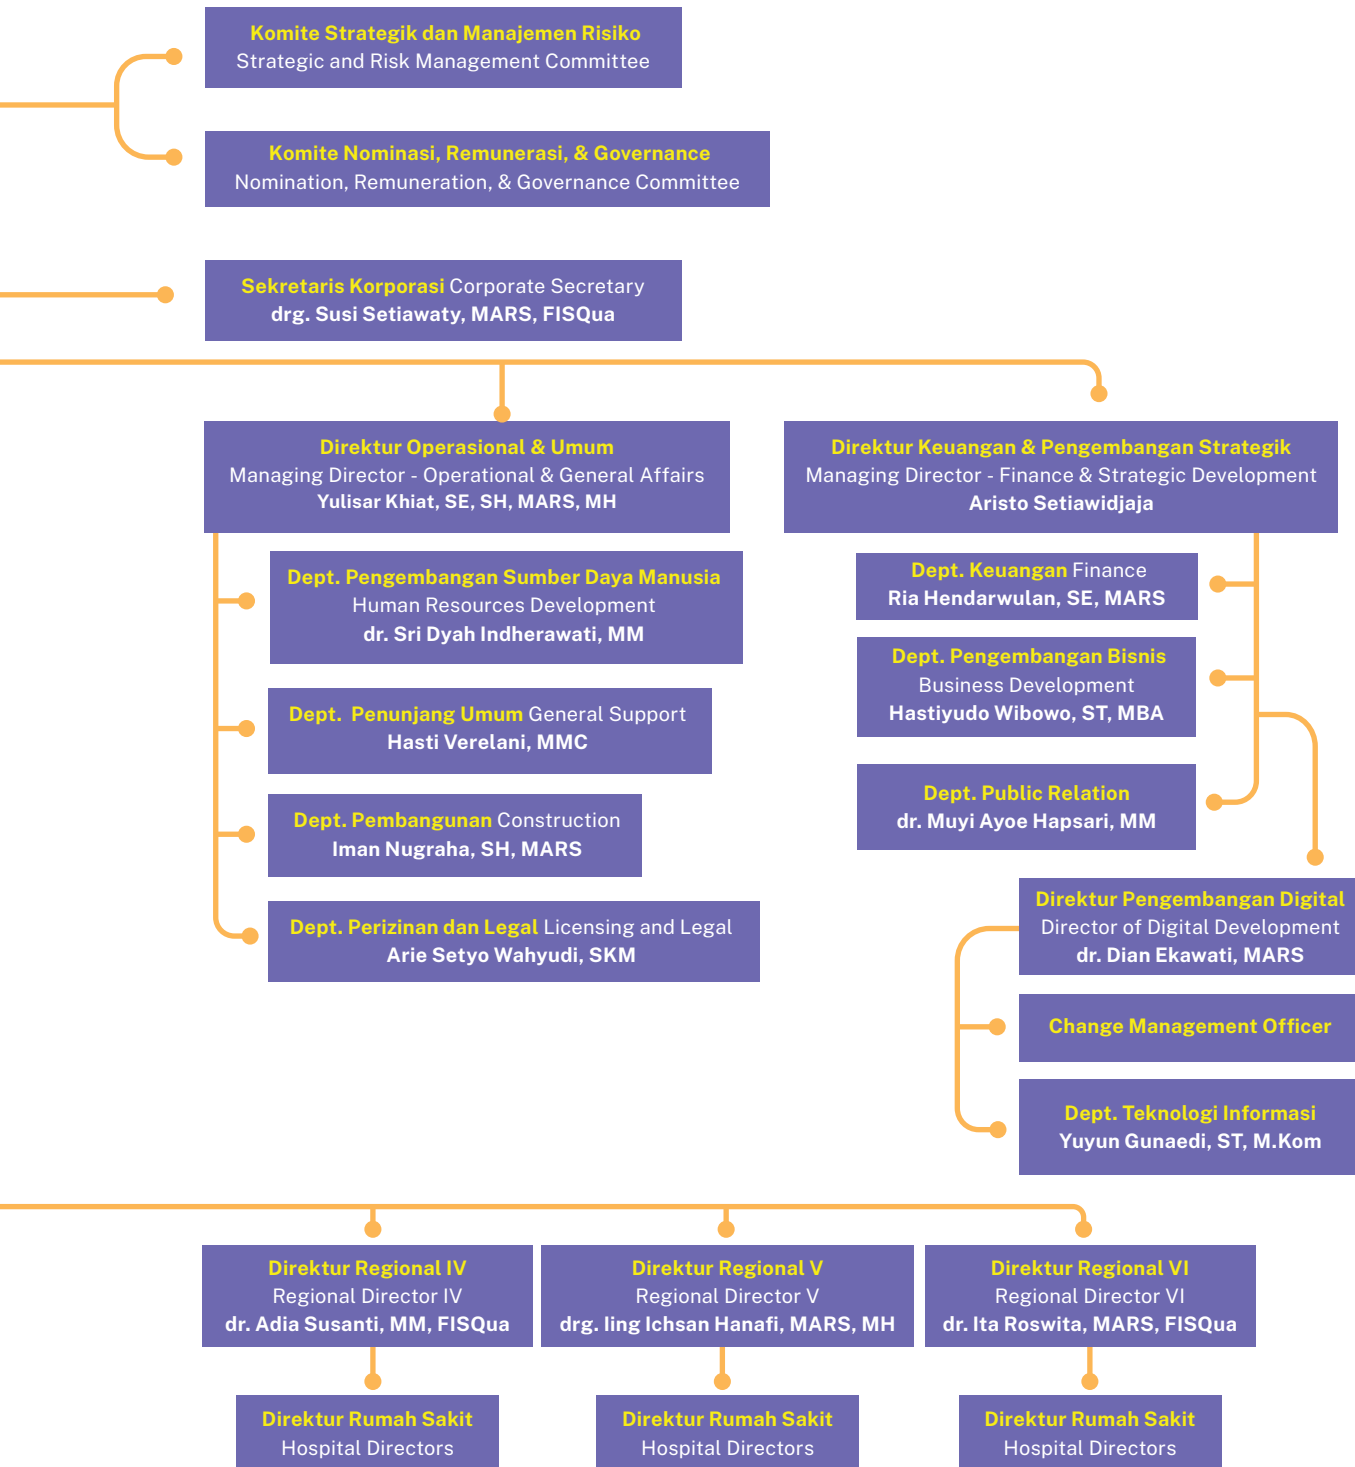 Komite Strategik dan Manajemen Risiko
Strategic and Risk Management Committee
Komite Nominasi, Remunerasi, & Governance
Nomination, Remuneration, & Governance Committee
Sekretaris Korporasi Corporate Secretary
drg. Susi Setiawaty, MARS, FISQua
Direktur Operasional & Umum
Managing Director - Operational & General Affairs
Yulisar Khiat, SE, SH, MARS, MH
Dept. Pengembangan Sumber Daya Manusia
Human Resources Development
dr. Sri Dyah Indherawati, MM
Dept. Penunjang Umum General Support
Hasti Verelani, MMC
Dept. Pembangunan Construction
Iman Nugraha, SH, MARS
Dept. Perizinan dan Legal Licensing and Legal
Arie Setyo Wahyudi, SKM
Direktur Keuangan & Pengembangan Strategik
Managing Director - Finance & Strategic Development
Aristo Setiawidjaja
Dept. Keuangan Finance
Ria Hendarwulan, SE, MARS
Dept. Pengembangan Bisnis
Business Development
Hastiyudo Wibowo, ST, MBA
Dept. Public Relation
dr. Muyi Ayoe Hapsari, MM
Direktur Pengembangan Digital
Director of Digital Development
dr. Dian Ekawati, MARS
Change Management Officer
Dept. Teknologi Informasi
Yuyun Gunaedi, ST, M.Kom
Direktur Regional IV
Regional Director IV
dr. Adia Susanti, MM, FISQua
Direktur Rumah Sakit
Hospital Directors
Direktur Regional V
Regional Director V
drg. Iing Ichsan Hanafi, MARS, MH
Direktur Rumah Sakit
Hospital Directors
Direktur Regional VI
Regional Director VI
dr. Ita Roswita, MARS, FISQua
Direktur Rumah Sakit
Hospital Directors